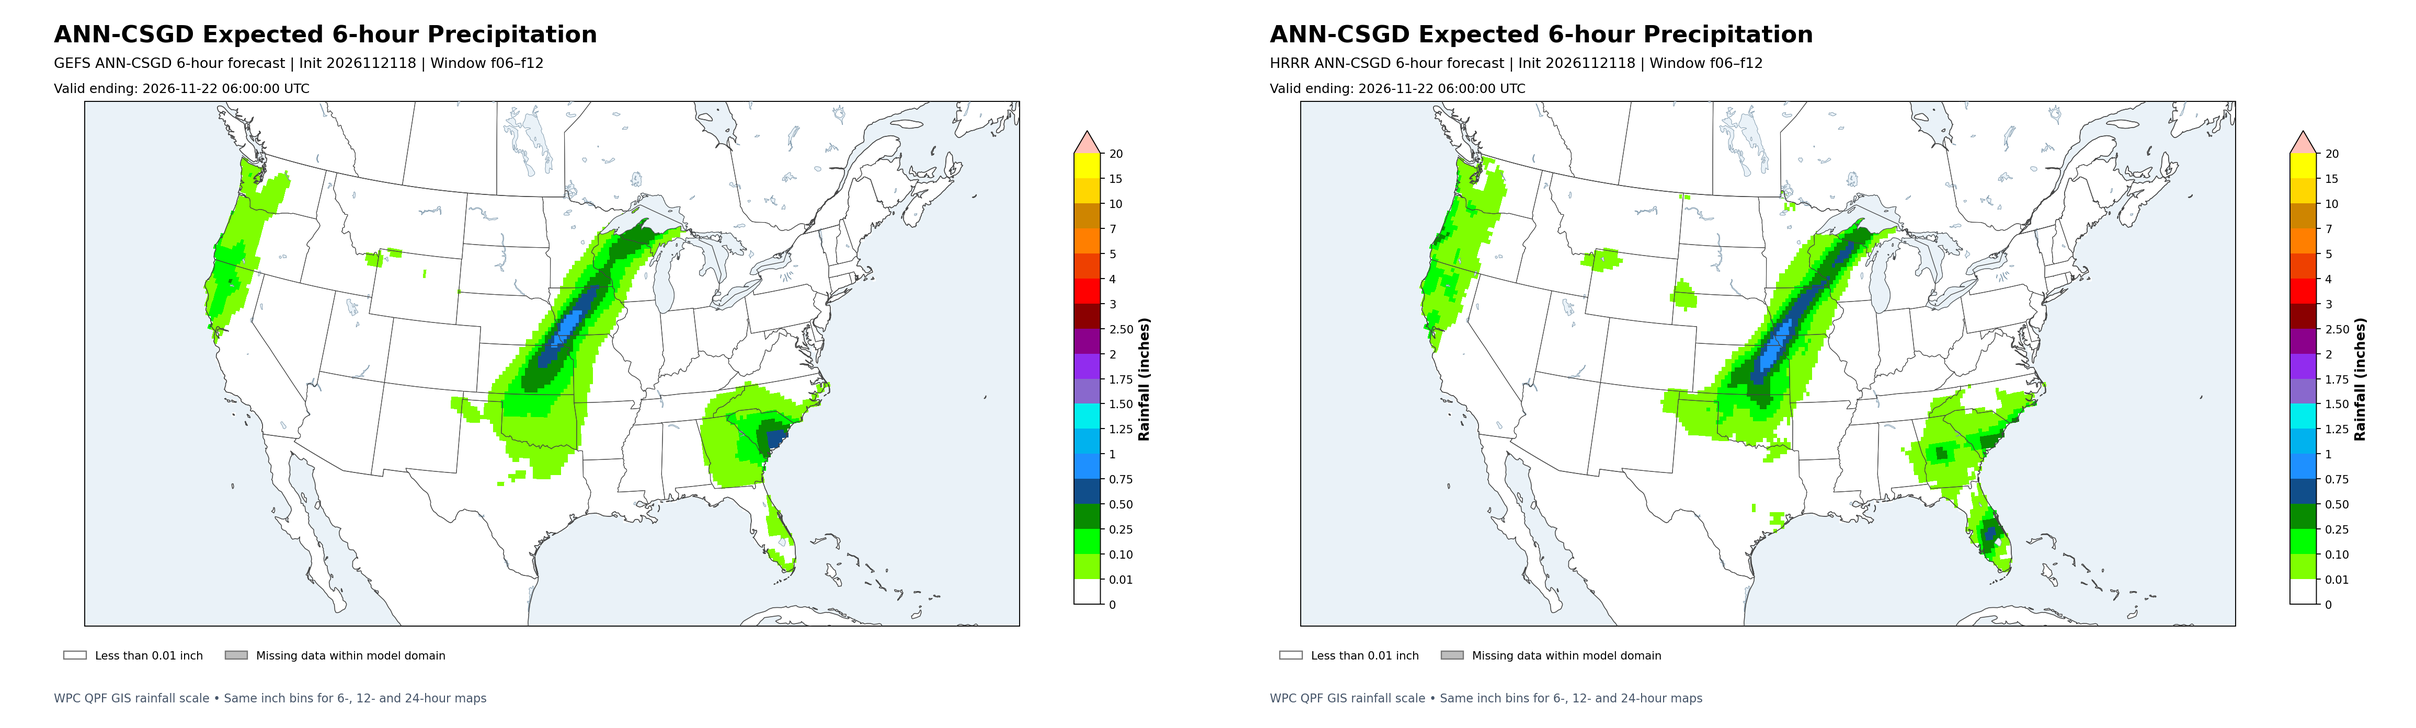 ANN-CSGD Expected 6-hour Precipitation
GEFS ANN-CSGD 6-hour forecast | Init 2026112118 | Window f06–f12
Valid ending: 2026-11-22 06:00:00 UTC
20
15
10
7
5
4
3
2.50
2
1.75
1.50
1.25
1
0.75
0.50
0.25
0.10
0.01
0
Rainfall (inches)
Less than 0.01 inch
Missing data within model domain
WPC QPF GIS rainfall scale • Same inch bins for 6-, 12- and 24-hour maps
ANN-CSGD Expected 6-hour Precipitation
HRRR ANN-CSGD 6-hour forecast | Init 2026112118 | Window f06–f12
Valid ending: 2026-11-22 06:00:00 UTC
20
15
10
7
5
4
3
2.50
2
1.75
1.50
1.25
1
0.75
0.50
0.25
0.10
0.01
0
Rainfall (inches)
Less than 0.01 inch
Missing data within model domain
WPC QPF GIS rainfall scale • Same inch bins for 6-, 12- and 24-hour maps